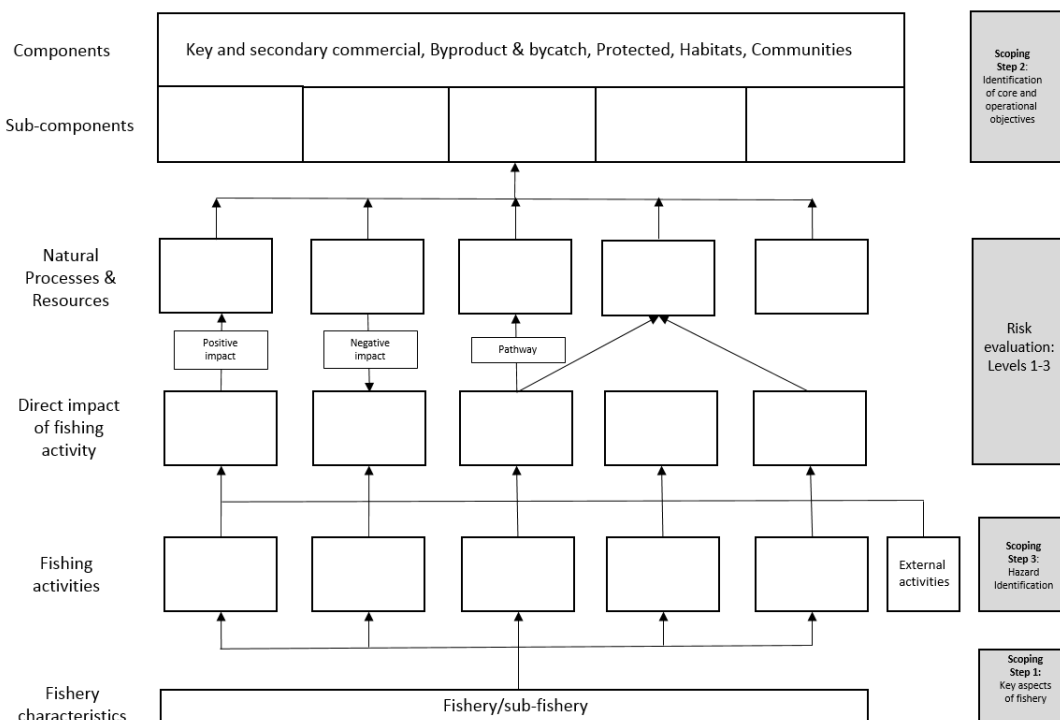 Components
Key and secondary commercial, Byproduct & bycatch, Protected, Habitats, Communities
Scoping
Step 2:
Identification
of core and
operational
objectives
Sub-components
Natural
Processes &
Resources
Positive
impact
Negative
impact
Pathway
Risk
evaluation:
Levels 1-3
Direct impact
of fishing
activity
Fishing
activities
External
activities
Scoping
Step 3:
Hazard
Identification
Fishery
characteristics
Fishery/sub-fishery
Scoping
Step 1:
Key aspects
of fishery